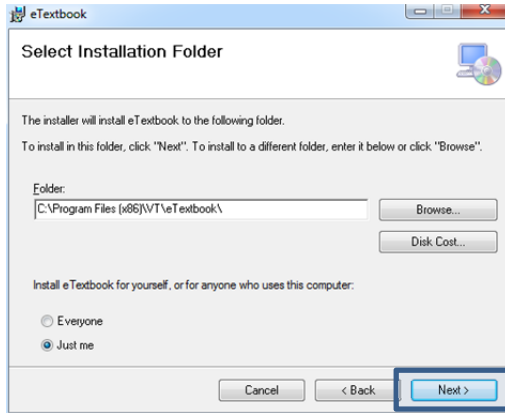 eTextbook
Select Installation Folder
The installer will install eTextbook to the following folder.
To install in this folder, click "Next". To install to a different folder, enter it below or click "Browse".
Folder:
C:\Program Files (x86)\VT\eTextbook\
Browse...
Disk Cost...
Install eTextbook for yourself, or for anyone who uses this computer:
Everyone
Just me
Cancel
< Back
Next >